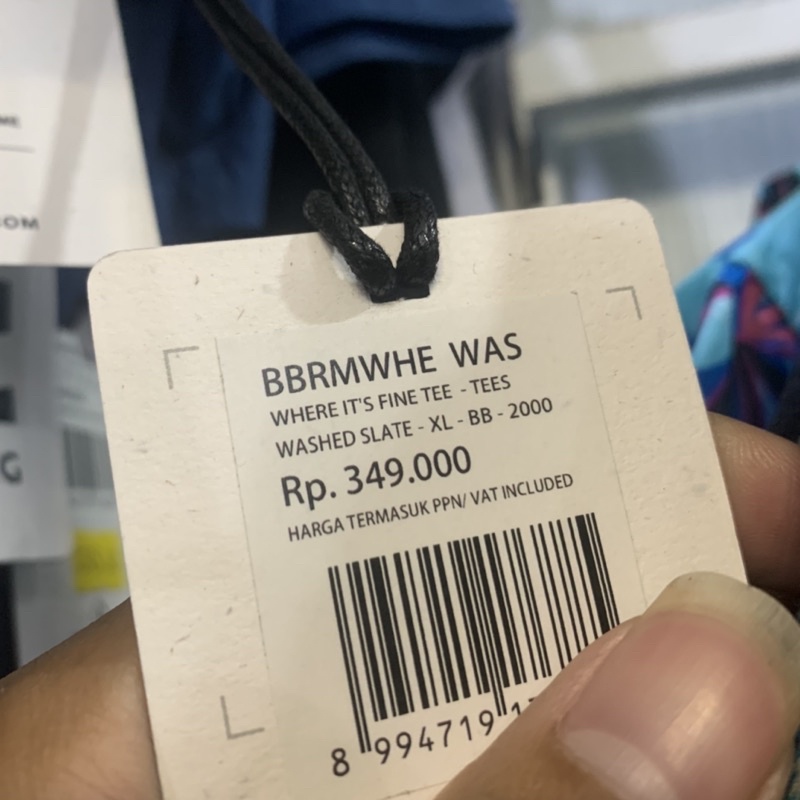 BBRMWHE WAS
WHERE IT'S FINE TEE - TEES
WASHED SLATE - XL - BB - 2000
Rp. 349.000
HARGA TERMASUK PPN/ VAT INCLUDED
8 994719